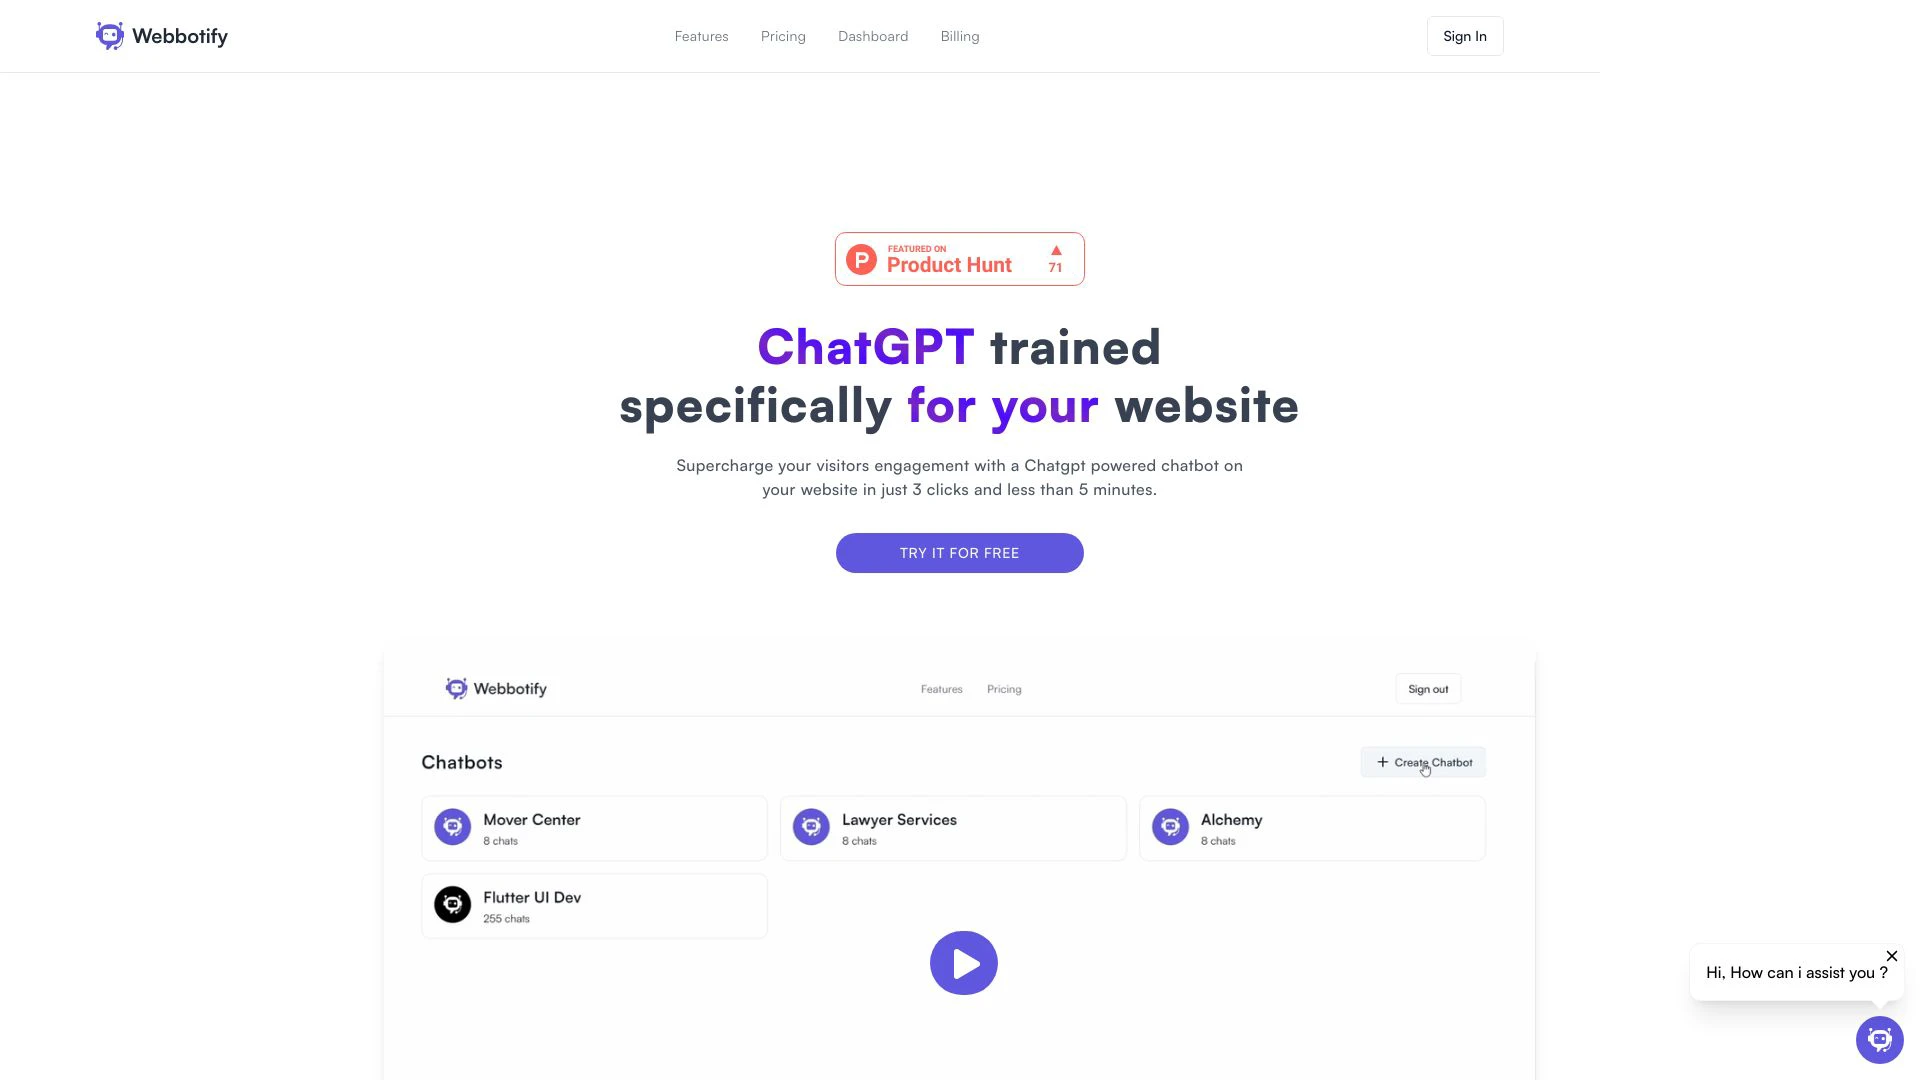 Webbotify
Features
Pricing
Dashboard
Billing
Sign In
FEATURED ON
Product Hunt
71
ChatGPT trained
specifically for your website
Supercharge your visitors engagement with a Chatgpt powered chatbot on
your website in just 3 clicks and less than 5 minutes.
TRY IT FOR FREE
Webbotify
Features
Pricing
Sign out
Chatbots
+ Create Chatbot
Mover Center
8 chats
Lawyer Services
8 chats
Alchemy
8 chats
Flutter UI Dev
255 chats
Hi, How can i assist you ?